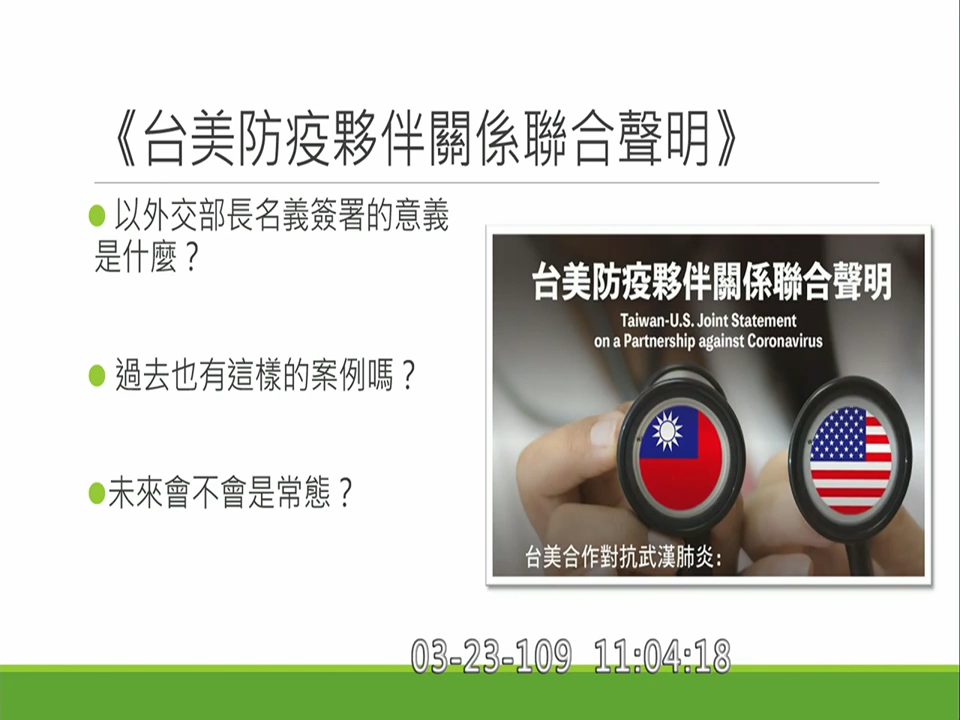 《台美防疫夥伴關係聯合聲明》
以外交部長名義簽署的意義
是什麼？
過去也有這樣的案例嗎？
未來會不會是常態？
台美防疫夥伴關係聯合聲明
Taiwan-U.S. Joint Statement
on a Partnership against Coronavirus
台美合作對抗武漢肺炎：
03-23-109 11:04:18